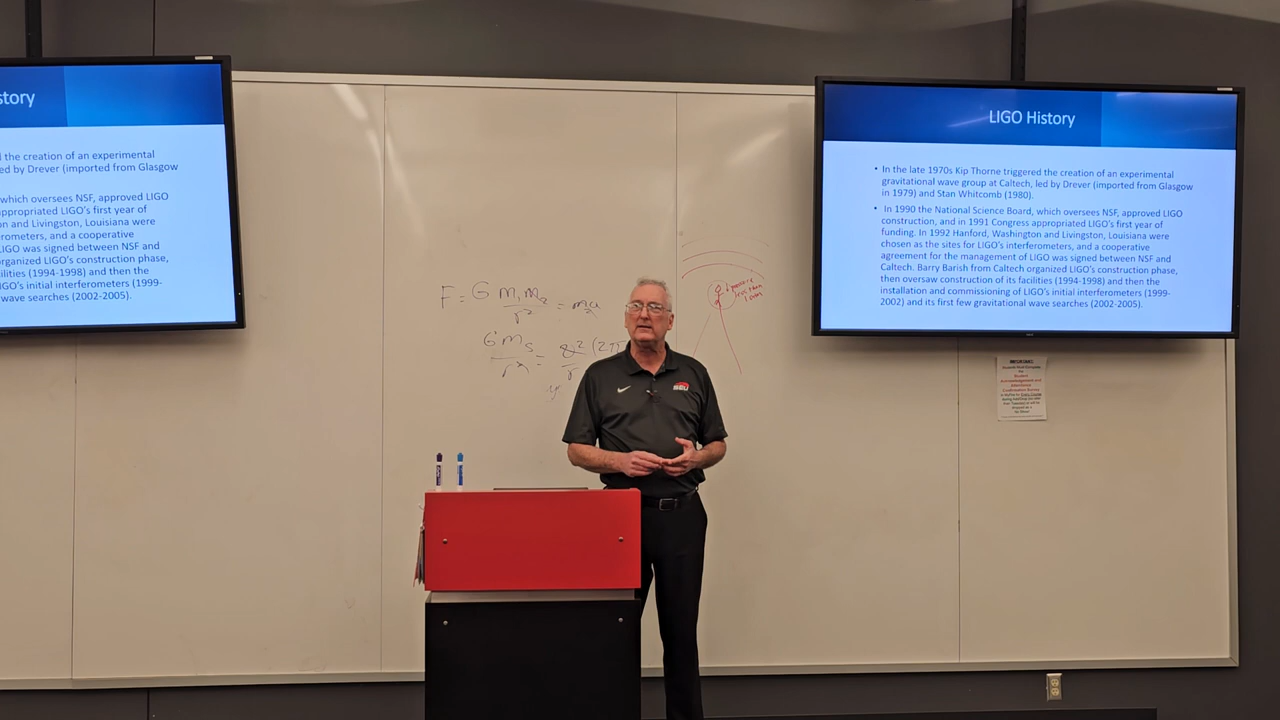 story
l the creation of an experimental
ed by Drever (imported from Glasgow
which oversees NSF, approved LIGO
appropriated LIGO's first year of
on and Livingston, Louisiana were
rometers, and a cooperative
LIGO was signed between NSF and
organized LIGO's construction phase,
ilities (1994-1998) and then the
IGO's initial interferometers (1999-
wave searches (2002-2005).
LIGO History
• In the late 1970s Kip Thorne triggered the creation of an experimental
gravitational wave group at Caltech, led by Drever (imported from Glasgow
in 1979) and Stan Whitcomb (1980).
• In 1990 the National Science Board, which oversees NSF, approved LIGO
construction, and in 1991 Congress appropriated LIGO's first year of
funding. In 1992 Hanford, Washington and Livingston, Louisiana were
chosen as the sites for LIGO's interferometers, and a cooperative
agreement for the management of LIGO was signed between NSF and
Caltech. Barry Barish from Caltech organized LIGO's construction phase,
then oversaw construction of its facilities (1994-1998) and then the
installation and commissioning of LIGO's initial interferometers (1999-
2002) and its first few gravitational wave searches (2002-2005).
F = G m₁ m₂ / r² = ma
less than